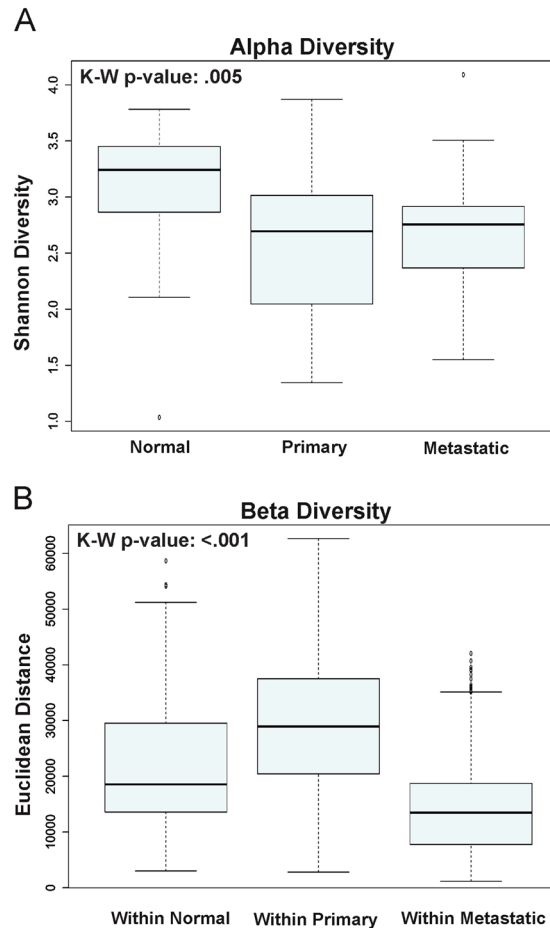 A
Alpha Diversity
K-W p-value: .005
Shannon Diversity
4.0
3.5
3.0
2.5
2.0
1.5
1.0
Normal Primary Metastatic
B
Beta Diversity
K-W p-value: <.001
Euclidean Distance
60000
50000
40000
30000
20000
10000
0
Within Normal Within Primary Within Metastatic